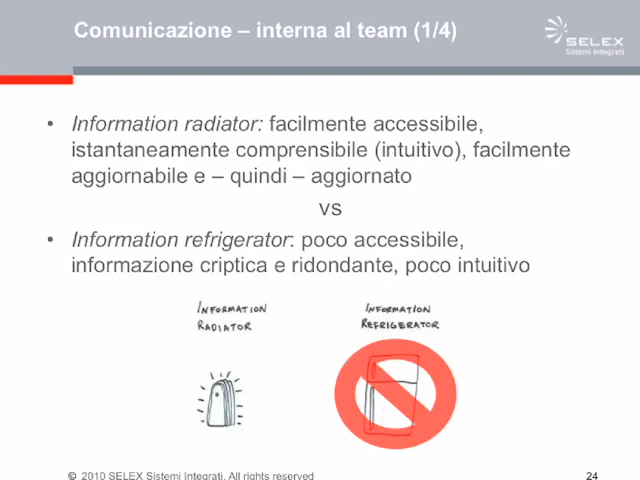 Comunicazione – interna al team (1/4)
SELEX
Sistemi Integrati
• Information radiator: facilmente accessibile,
istantaneamente comprensibile (intuitivo), facilmente
aggiornabile e – quindi – aggiornato
vs
• Information refrigerator: poco accessibile,
informazione criptica e ridondante, poco intuitivo
INFORMATION
RADIATOR
INFORMATION
REFRIGERATOR
© 2010 SELEX Sistemi Integrati. All rights reserved
24